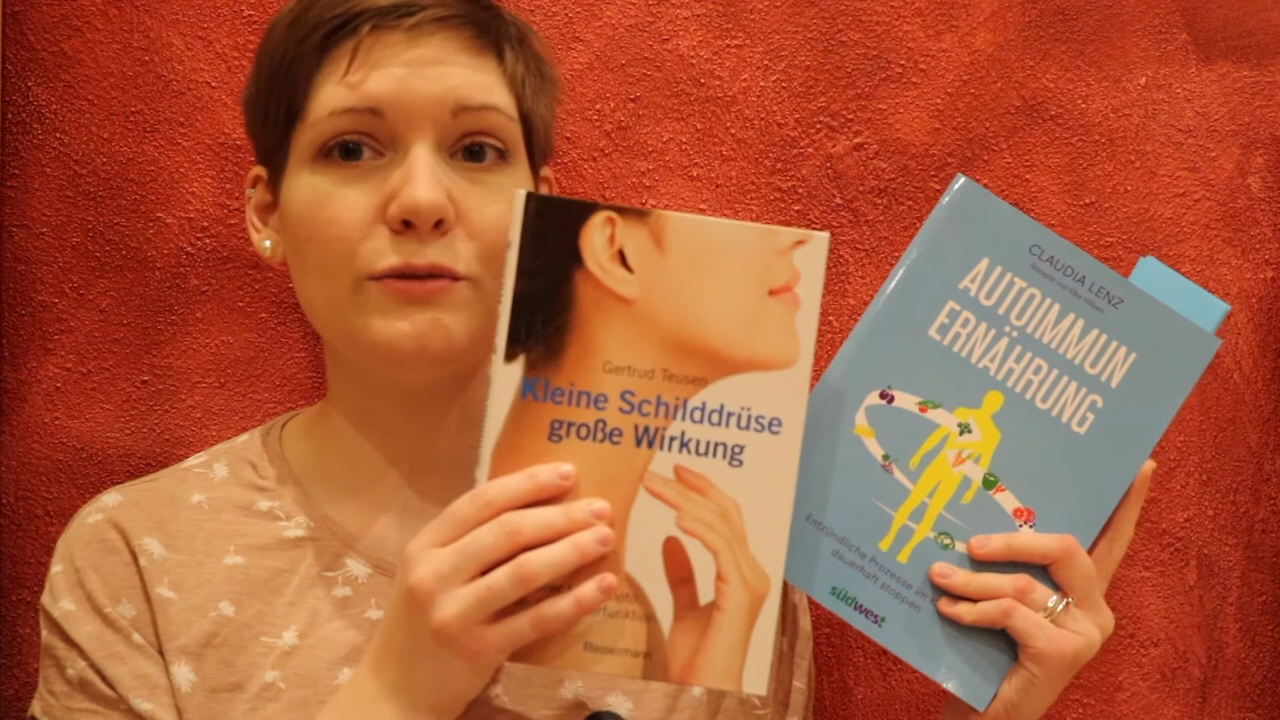 Gertrud Teusen
Kleine Schilddrüse
große Wirkung
Bassermann
CLAUDIA LENZ
AUTOIMMUN
ERNÄHRUNG
Entzündliche Prozesse im
dauerhaft stoppen
südwest